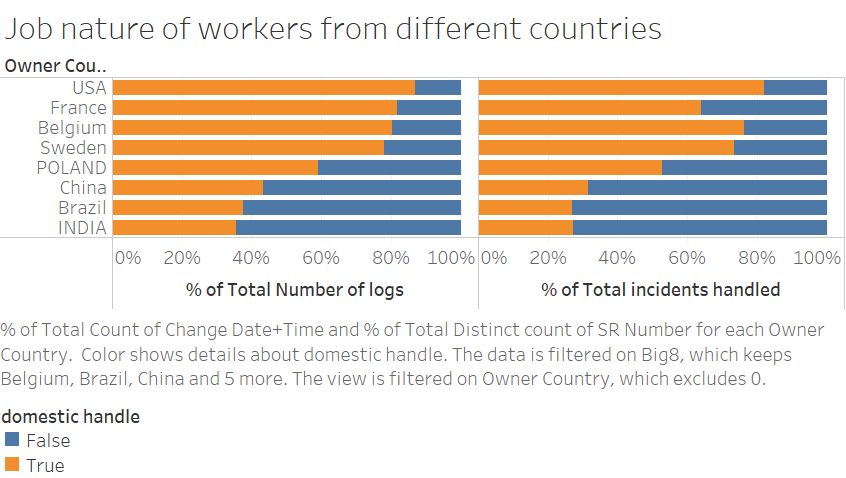 Job nature of workers from different countries
Owner Cou..
USA
France
Belgium
Sweden
POLAND
China
Brazil
INDIA
0% 20% 40% 60% 80% 100% 0% 20% 40% 60% 80% 100%
% of Total Number of logs % of Total incidents handled
% of Total Count of Change Date+Time and % of Total Distinct count of SR Number for each Owner
Country. Color shows details about domestic handle. The data is filtered on Big8, which keeps
Belgium, Brazil, China and 5 more. The view is filtered on Owner Country, which excludes 0.
domestic handle
False
True